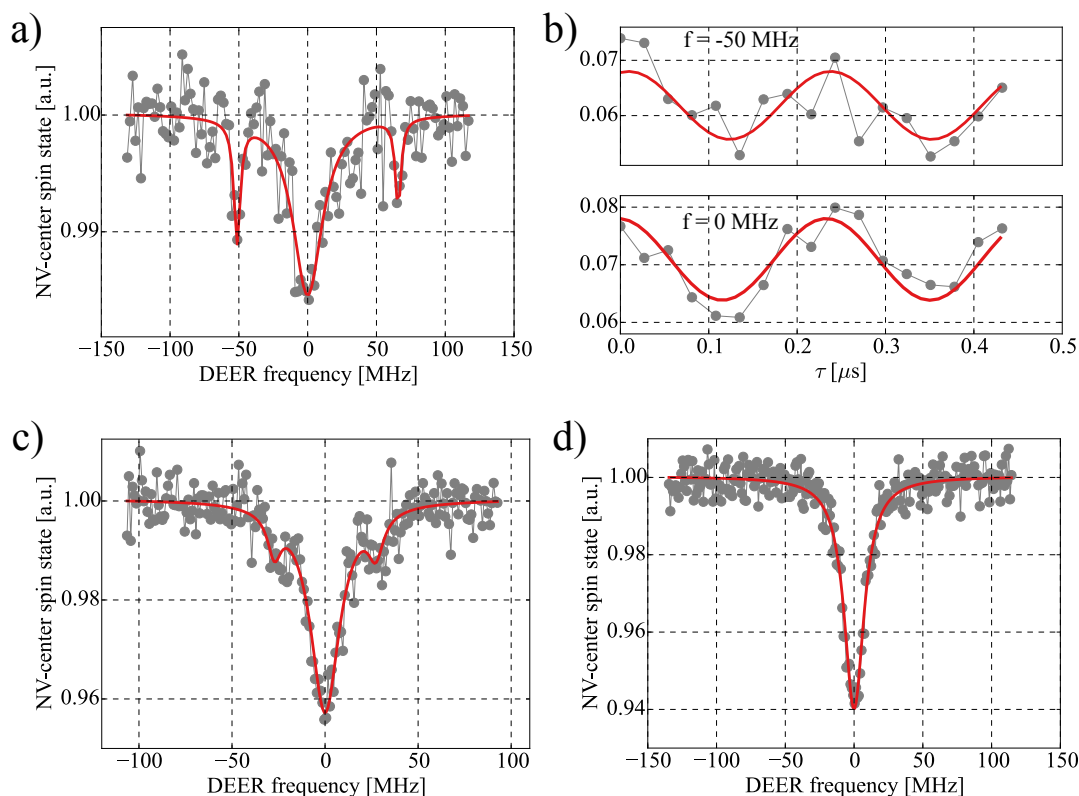 a)
NV-center spin state [a.u.]
1.00
0.99
−150 −100 −50 0 50 100 150
DEER frequency [MHz]
b)
f = -50 MHz
0.07
0.06
f = 0 MHz
0.08
0.07
0.06
0.0 0.1 0.2 0.3 0.4 0.5
τ [μs]
c)
NV-center spin state [a.u.]
1.00
0.98
0.96
−100 −50 0 50 100
DEER frequency [MHz]
d)
NV-center spin state [a.u.]
1.00
0.98
0.96
0.94
−150 −100 −50 0 50 100 150
DEER frequency [MHz]